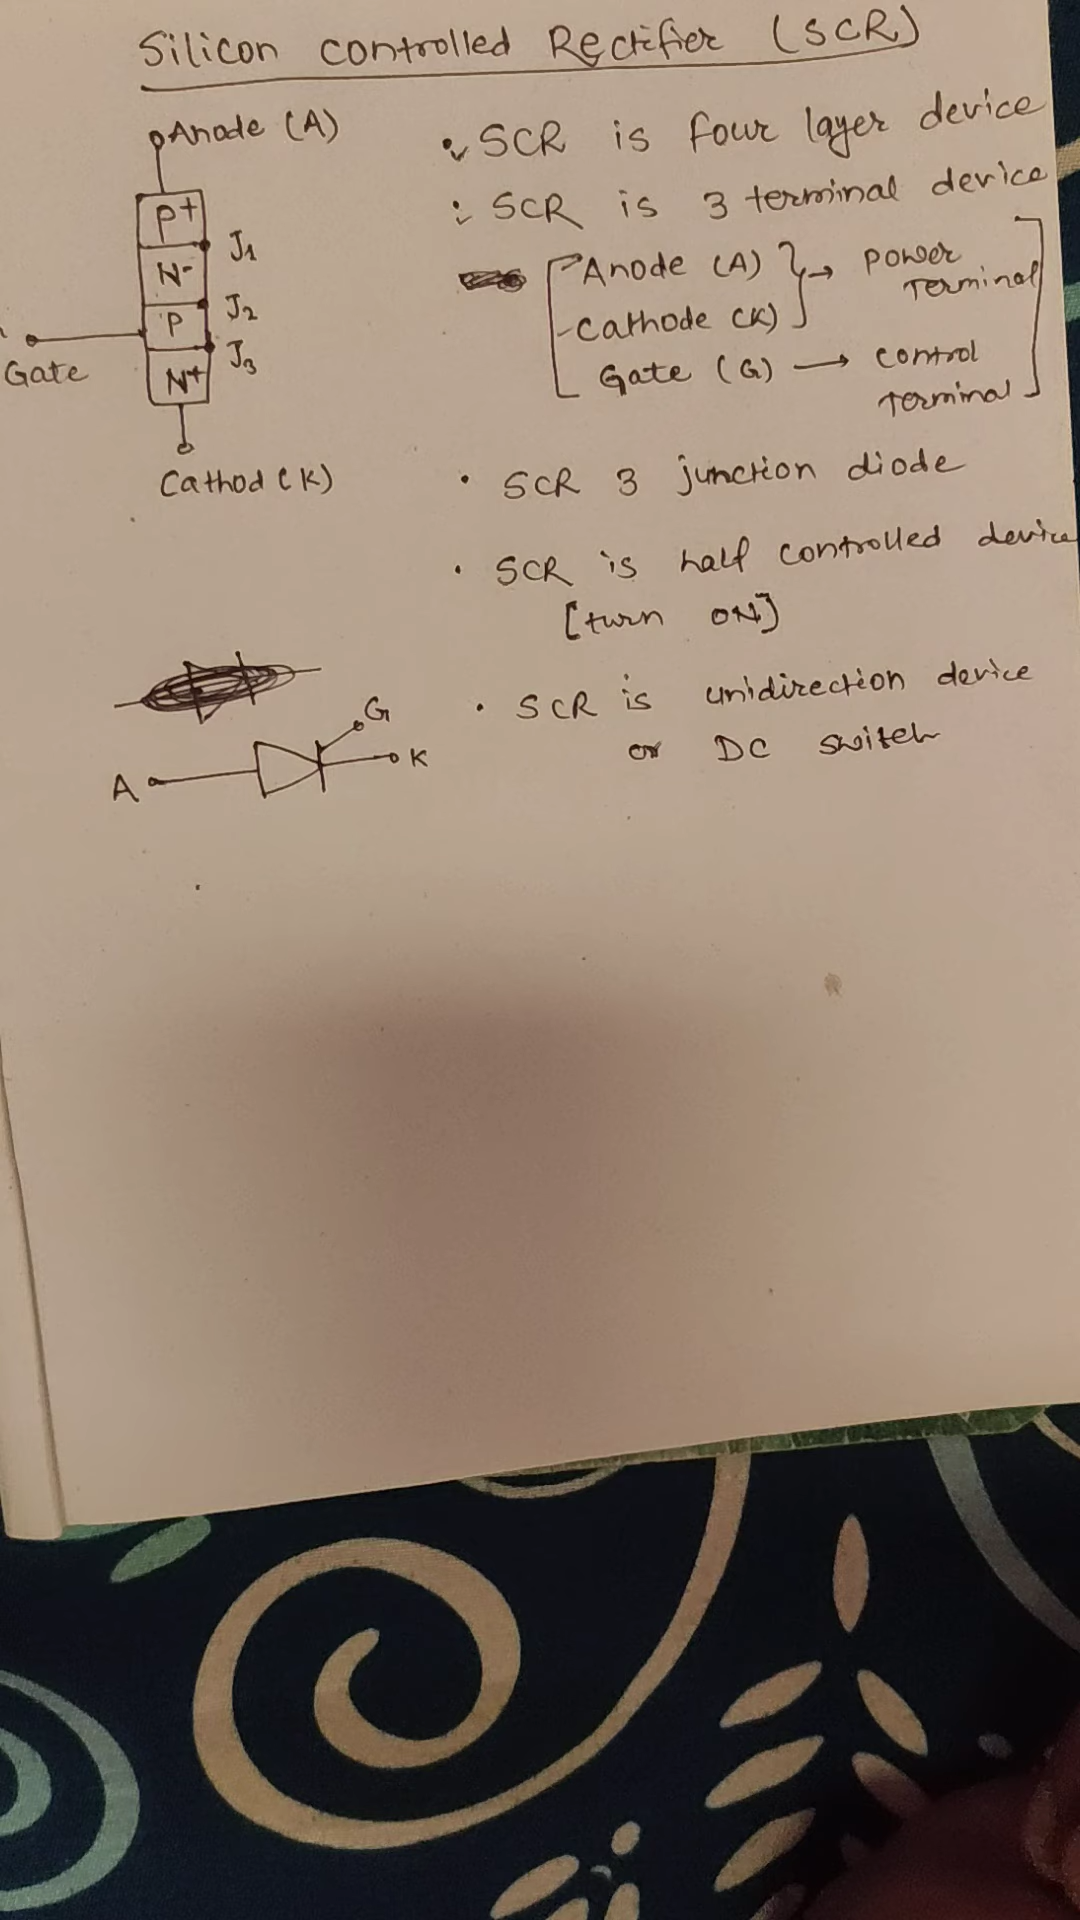 Silicon controlled Rectifier (SCR)
Anode (A)
P+
J1
N-
J2
P
J3
Gate
N+
Cathod (K)
SCR is four layer device
SCR is 3 terminal device
Anode (A) → power terminal
Cathode (K)
Gate (G) → control terminal
• SCR 3 junction diode
• SCR is half controlled device
[turn ON]
• SCR is unidirection device
or DC switch
G
A K